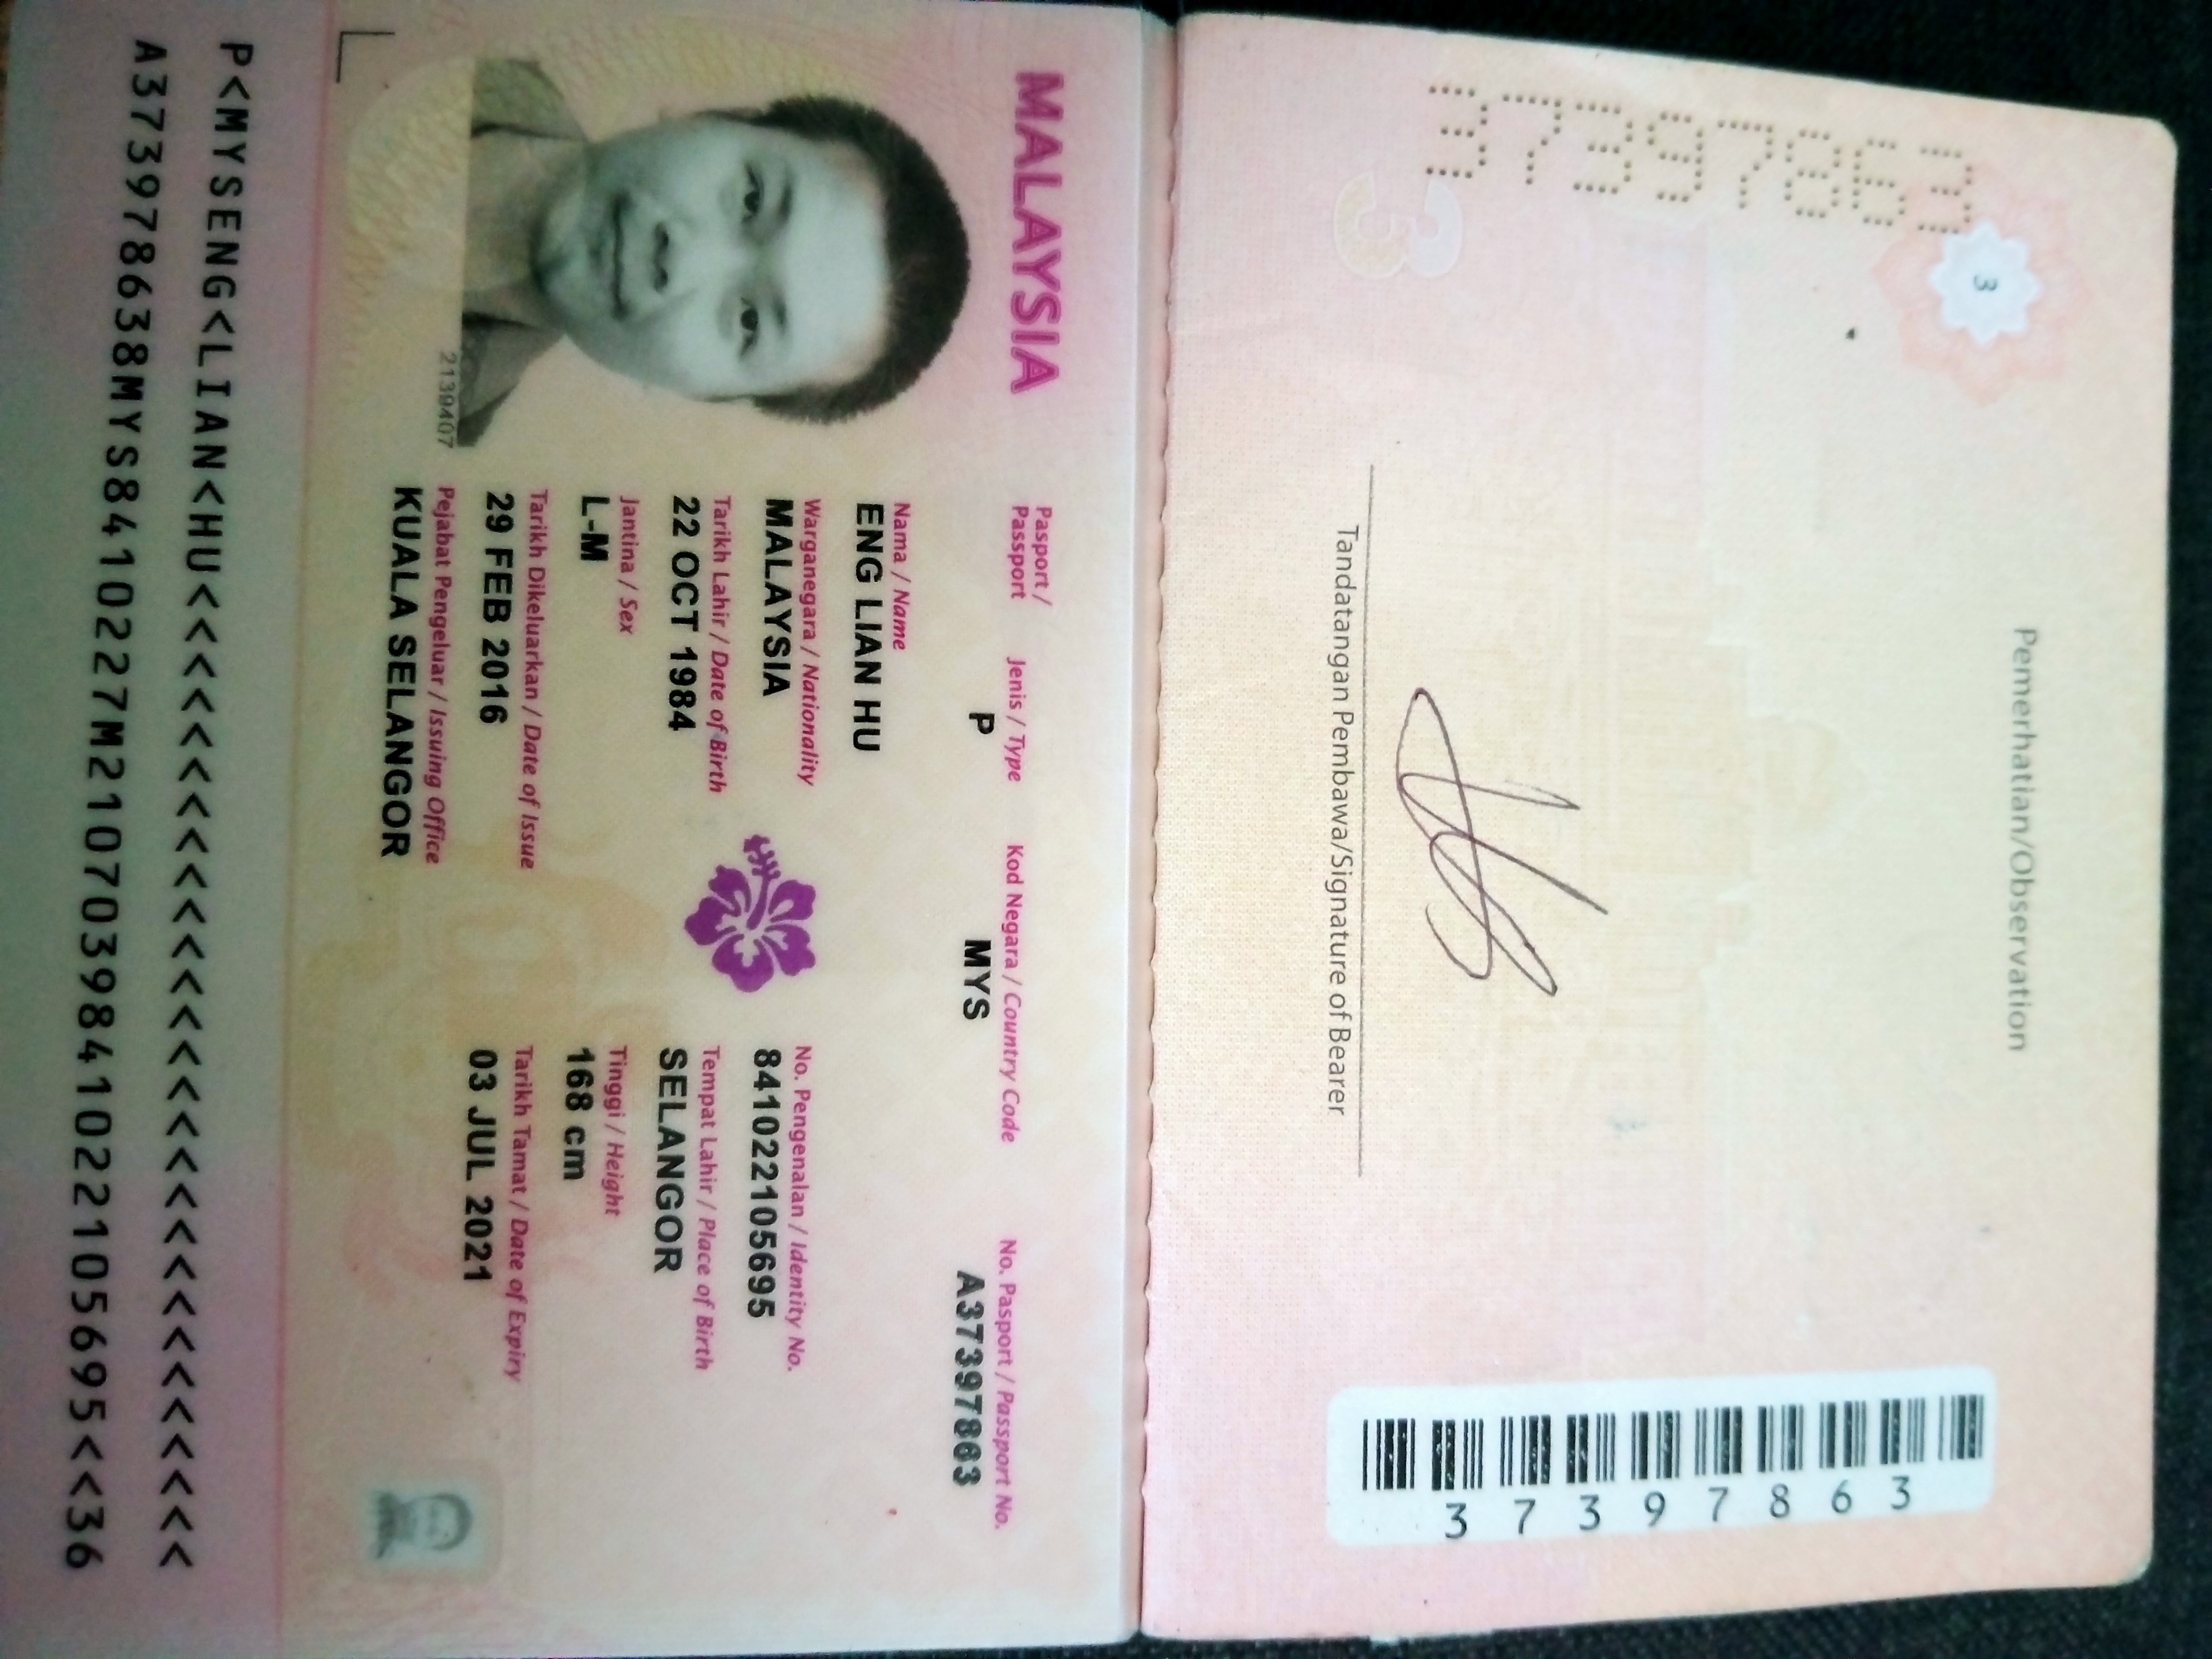 37397863
3
Pemerhatian/Observation
Tandatangan Pembawa/Signature of Bearer
3 7 3 9 7 8 6 3
MALAYSIA
Pasport / Passport
Jenis / Type
Kod Negara / Country Code
No. Pasport / Passport No.
P
MYS
A37397863
Nama / Name
ENG LIAN HU
Warganegara / Nationality
No. Pengenalan / Identity No.
MALAYSIA
841022105695
Tarikh Lahir / Date of Birth
Tempat Lahir / Place of Birth
22 OCT 1984
SELANGOR
Jantina / Sex
Tinggi / Height
L-M
168 cm
Tarikh Dikeluarkan / Date of Issue
Tarikh Tamat / Date of Expiry
29 FEB 2016
03 JUL 2021
Pejabat Pengeluar / Issuing Office
KUALA SELANGOR
2139407
P<MYSENG<LIAN<HU<<<<<<<<<<<<<<<<<<<<<<<<<<<<
A373978638MYS8410227M2107039841022105695<<36